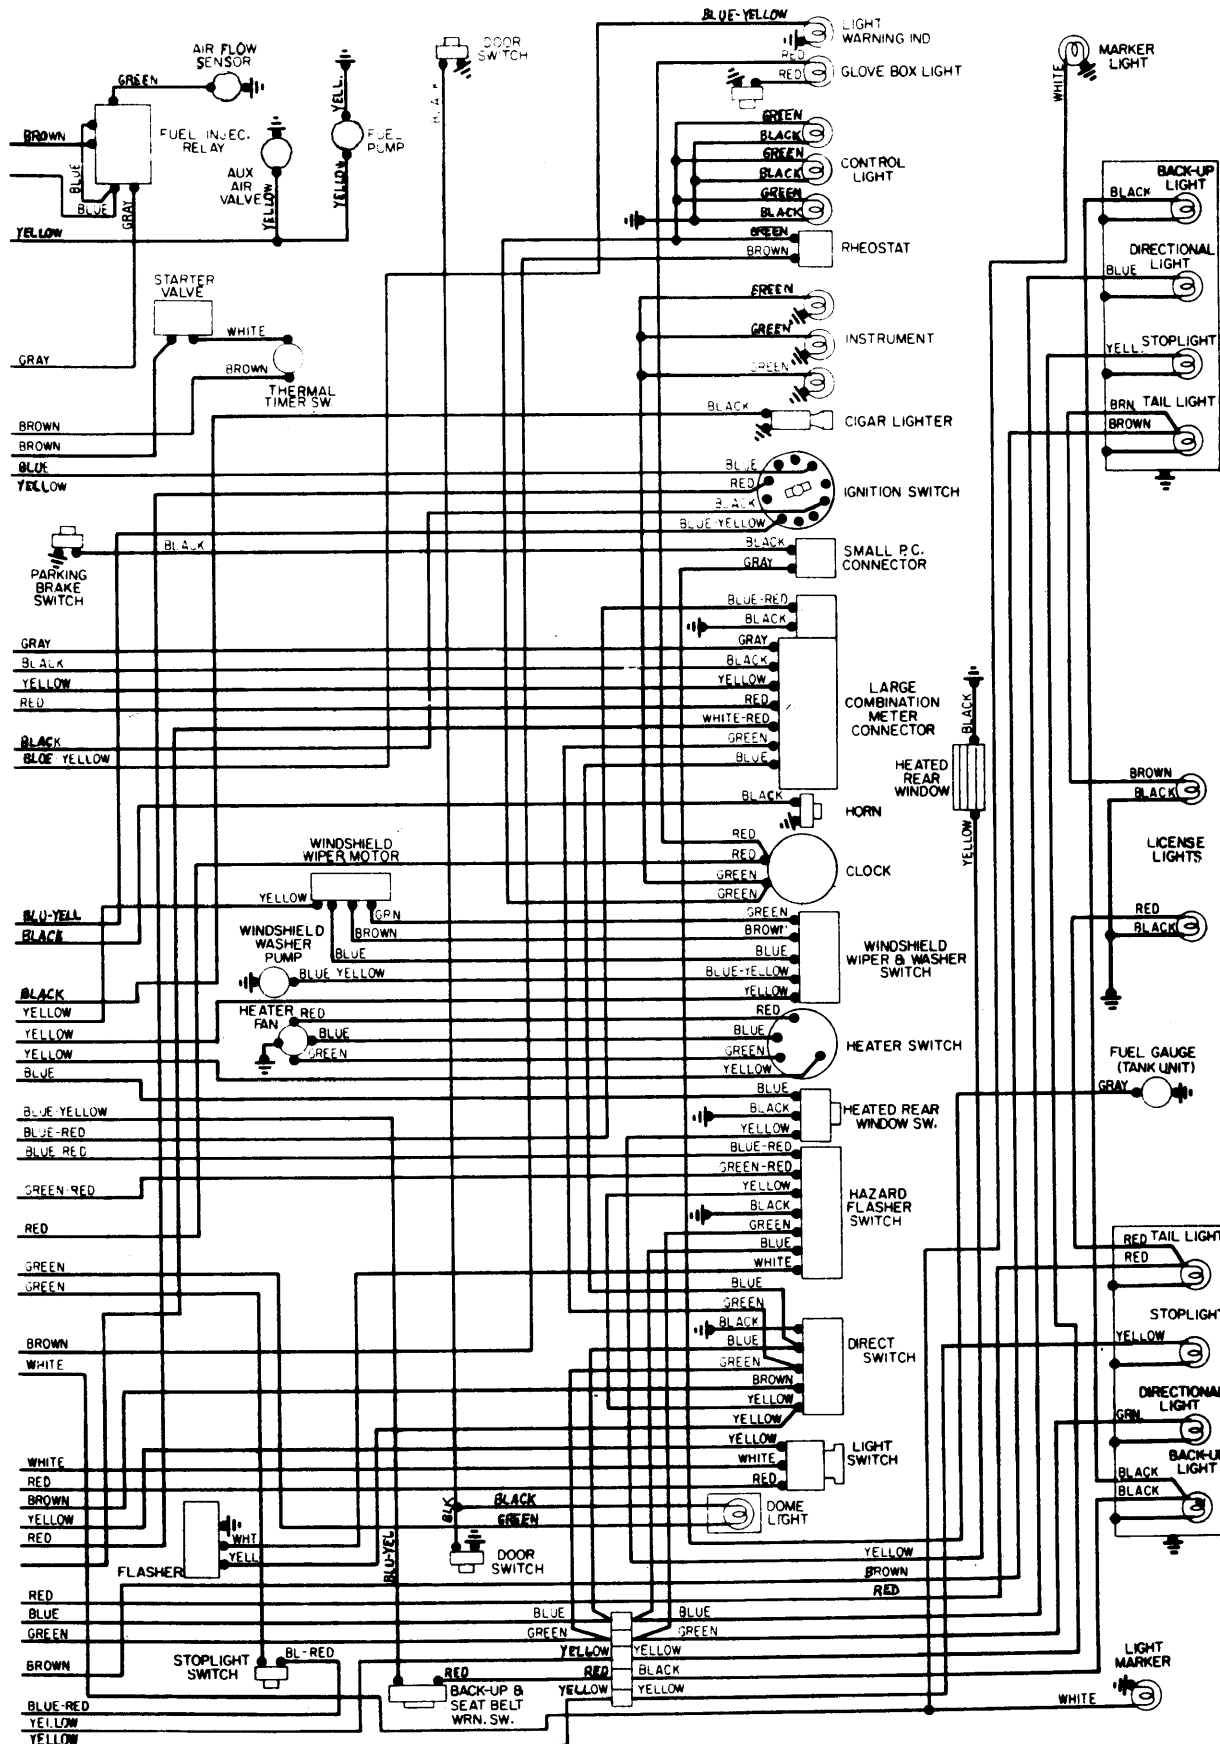 BLUE-YELLOW
LIGHT
WARNING IND
DOOR
SWITCH
AIR FLOW
SENSOR
RED
GLOVE BOX LIGHT
RED
MARKER
LIGHT
WHITE
GREEN
YELL.
BLACK
BROWN
FUEL INJEC.
RELAY
FUEL
PUMP
GREEN
BLACK
GREEN
BLACK
CONTROL
LIGHT
GREEN
BLACK
BLUE
BLUE
GRAY
AUX
AIR
VALVE
YELLOW
YELLOW
YELLOW
GREEN
BROWN
RHEOSTAT
BACK-UP
LIGHT
BLACK
DIRECTIONAL
LIGHT
BLUE
STARTER
VALVE
WHITE
GRAY
BROWN
THERMAL
TIMER SW.
GREEN
GREEN
INSTRUMENT
GREEN
YELL.
STOPLIGHT
BRN
TAIL LIGHT
BROWN
BLACK
CIGAR LIGHTER
BROWN
BROWN
BLUE
YELLOW
BLUE
RED
BLACK
BLUE-YELLOW
IGNITION SWITCH
BLACK
PARKING
BRAKE
SWITCH
BLACK
GRAY
SMALL P.C.
CONNECTOR
BLUE-RED
BLACK
GRAY
BLACK
YELLOW
RED
WHITE-RED
GREEN
BLUE
LARGE
COMBINATION
METER
CONNECTOR
GRAY
BLACK
YELLOW
RED
BLACK
BLUE YELLOW
BLACK
HEATED
REAR
WINDOW
YELLOW
BLACK
HORN
BROWN
BLACK
LICENSE
LIGHTS
RED
BLACK
WINDSHIELD
WIPER MOTOR
RED
RED
GREEN
GREEN
CLOCK
YELLOW
GRN
BROWN
BLUE
BLU-YELL
BLACK
WINDSHIELD
WASHER
PUMP
BLUE YELLOW
GREEN
BROWN
BLUE
BLUE-YELLOW
YELLOW
WINDSHIELD
WIPER & WASHER
SWITCH
BLACK
YELLOW
YELLOW
YELLOW
BLUE
HEATER
FAN
RED
BLUE
GREEN
RED
BLUE
GREEN
YELLOW
HEATER SWITCH
FUEL GAUGE
(TANK UNIT)
GRAY
BLUE
BLACK
YELLOW
HEATED REAR
WINDOW SW.
BLUE-YELLOW
BLUE-RED
BLUE RED
GREEN-RED
RED
BLUE-RED
GREEN-RED
YELLOW
BLACK
GREEN
BLUE
WHITE
HAZARD
FLASHER
SWITCH
RED
TAIL LIGHT
RED
STOPLIGHT
YELLOW
DIRECTIONAL
LIGHT
GRN.
BACK-UP
LIGHT
BLACK
BLACK
GREEN
GREEN
BLUE
GREEN
BLACK
BLUE
GREEN
BROWN
YELLOW
YELLOW
DIRECT
SWITCH
BROWN
WHITE
YELLOW
WHITE
RED
LIGHT
SWITCH
WHITE
RED
BROWN
YELLOW
RED
FLASHER
WHT
YELL
BLK
BLACK
GREEN
DOME
LIGHT
DOOR
SWITCH
BLU-YEL
YELLOW
BROWN
RED
RED
BLUE
GREEN
BROWN
BLUE
GREEN
YELLOW
RED
YELLOW
BLUE
GREEN
YELLOW
BLACK
YELLOW
STOPLIGHT
SWITCH
BL-RED
RED
BACK-UP &
SEAT BELT
WRN. SW.
LIGHT
MARKER
WHITE
BLUE-RED
YELLOW
YELLOW